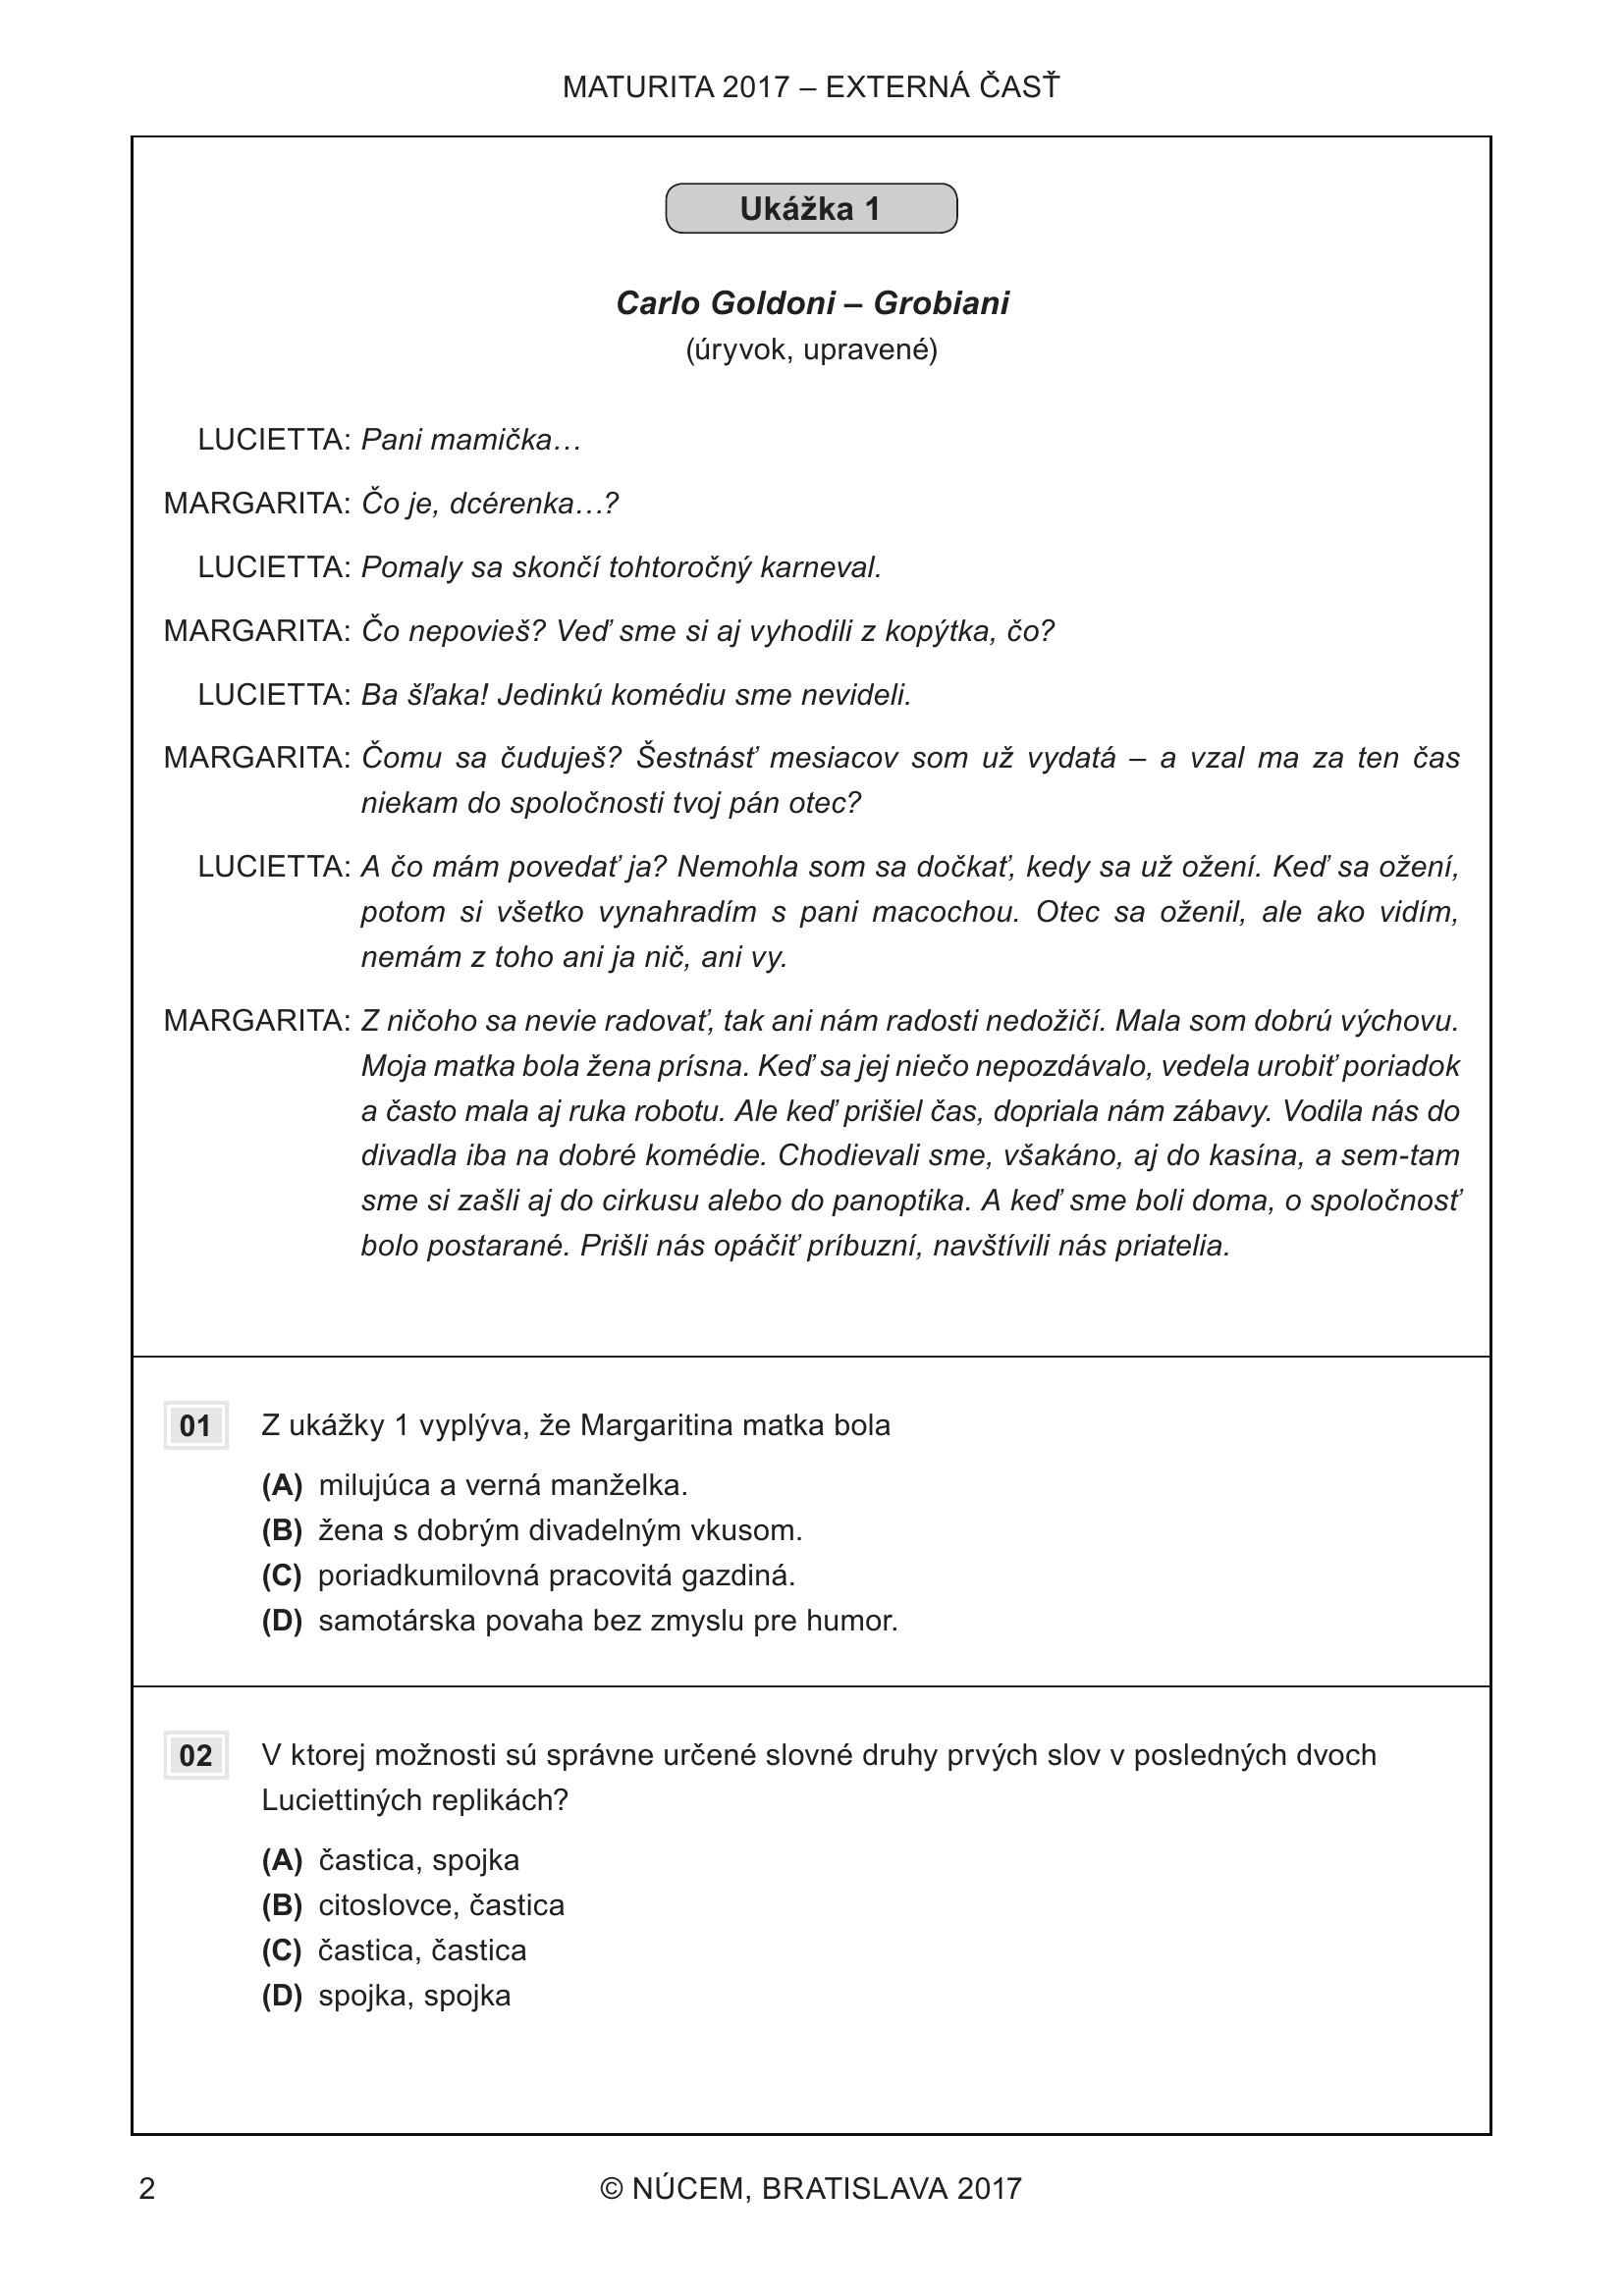 MATURITA 2017 – EXTERNÁ ČASŤ
Ukážka 1
Carlo Goldoni – Grobiani
(úryvok, upravené)
LUCIETTA: Pani mamička…
MARGARITA: Čo je, dcérenka…?
LUCIETTA: Pomaly sa skončí tohtoročný karneval.
MARGARITA: Čo nepovieš? Veď sme si aj vyhodili z kopýtka, čo?
LUCIETTA: Ba šľaka! Jedinkú komédiu sme nevideli.
MARGARITA: Čomu sa čuduješ? Šestnásť mesiacov som už vydatá – a vzal ma za ten čas
niekam do spoločnosti tvoj pán otec?
LUCIETTA: A čo mám povedať ja? Nemohla som sa dočkať, kedy sa už ožení. Keď sa ožení,
potom si všetko vynahradím s pani macochou. Otec sa oženil, ale ako vidím,
nemám z toho ani ja nič, ani vy.
MARGARITA: Z ničoho sa nevie radovať, tak ani nám radosti nedožičí. Mala som dobrú výchovu.
Moja matka bola žena prísna. Keď sa jej niečo nepozdávalo, vedela urobiť poriadok
a často mala aj ruka robotu. Ale keď prišiel čas, dopriala nám zábavy. Vodila nás do
divadla iba na dobré komédie. Chodievali sme, všakáno, aj do kasína, a sem-tam
sme si zašli aj do cirkusu alebo do panoptika. A keď sme boli doma, o spoločnosť
bolo postarané. Prišli nás opáčiť príbuzní, navštívili nás priatelia.
01 Z ukážky 1 vyplýva, že Margaritina matka bola
(A) milujúca a verná manželka.
(B) žena s dobrým divadelným vkusom.
(C) poriadkumilovná pracovitá gazdiná.
(D) samotárska povaha bez zmyslu pre humor.
02 V ktorej možnosti sú správne určené slovné druhy prvých slov v posledných dvoch
Luciettiných replikách?
(A) častica, spojka
(B) citoslovce, častica
(C) častica, častica
(D) spojka, spojka
2 © NÚCEM, BRATISLAVA 2017